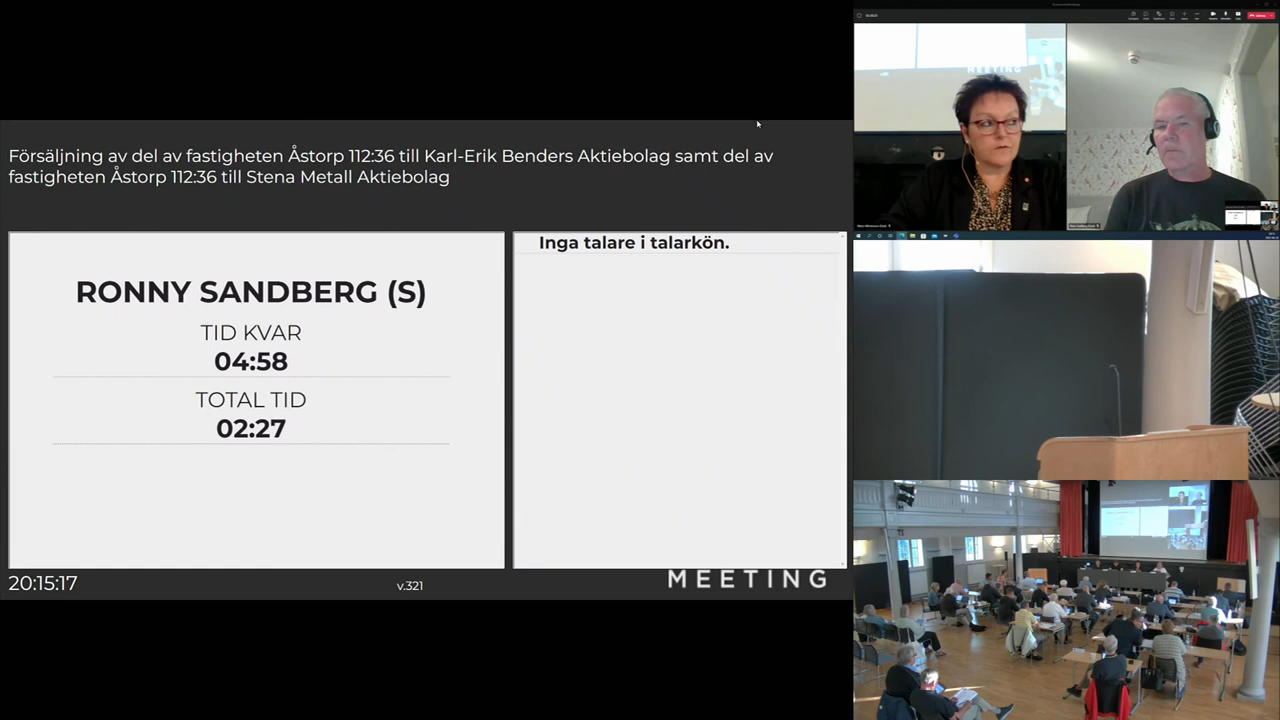 Försäljning av del av fastigheten Åstorp 112:36 till Karl-Erik Benders Aktiebolag samt del av
fastigheten Åstorp 112:36 till Stena Metall Aktiebolag
RONNY SANDBERG (S)
TID KVAR
04:58
TOTAL TID
02:27
Inga talare i talarkön.
20:15:17
v.321
MEETING
MEETING